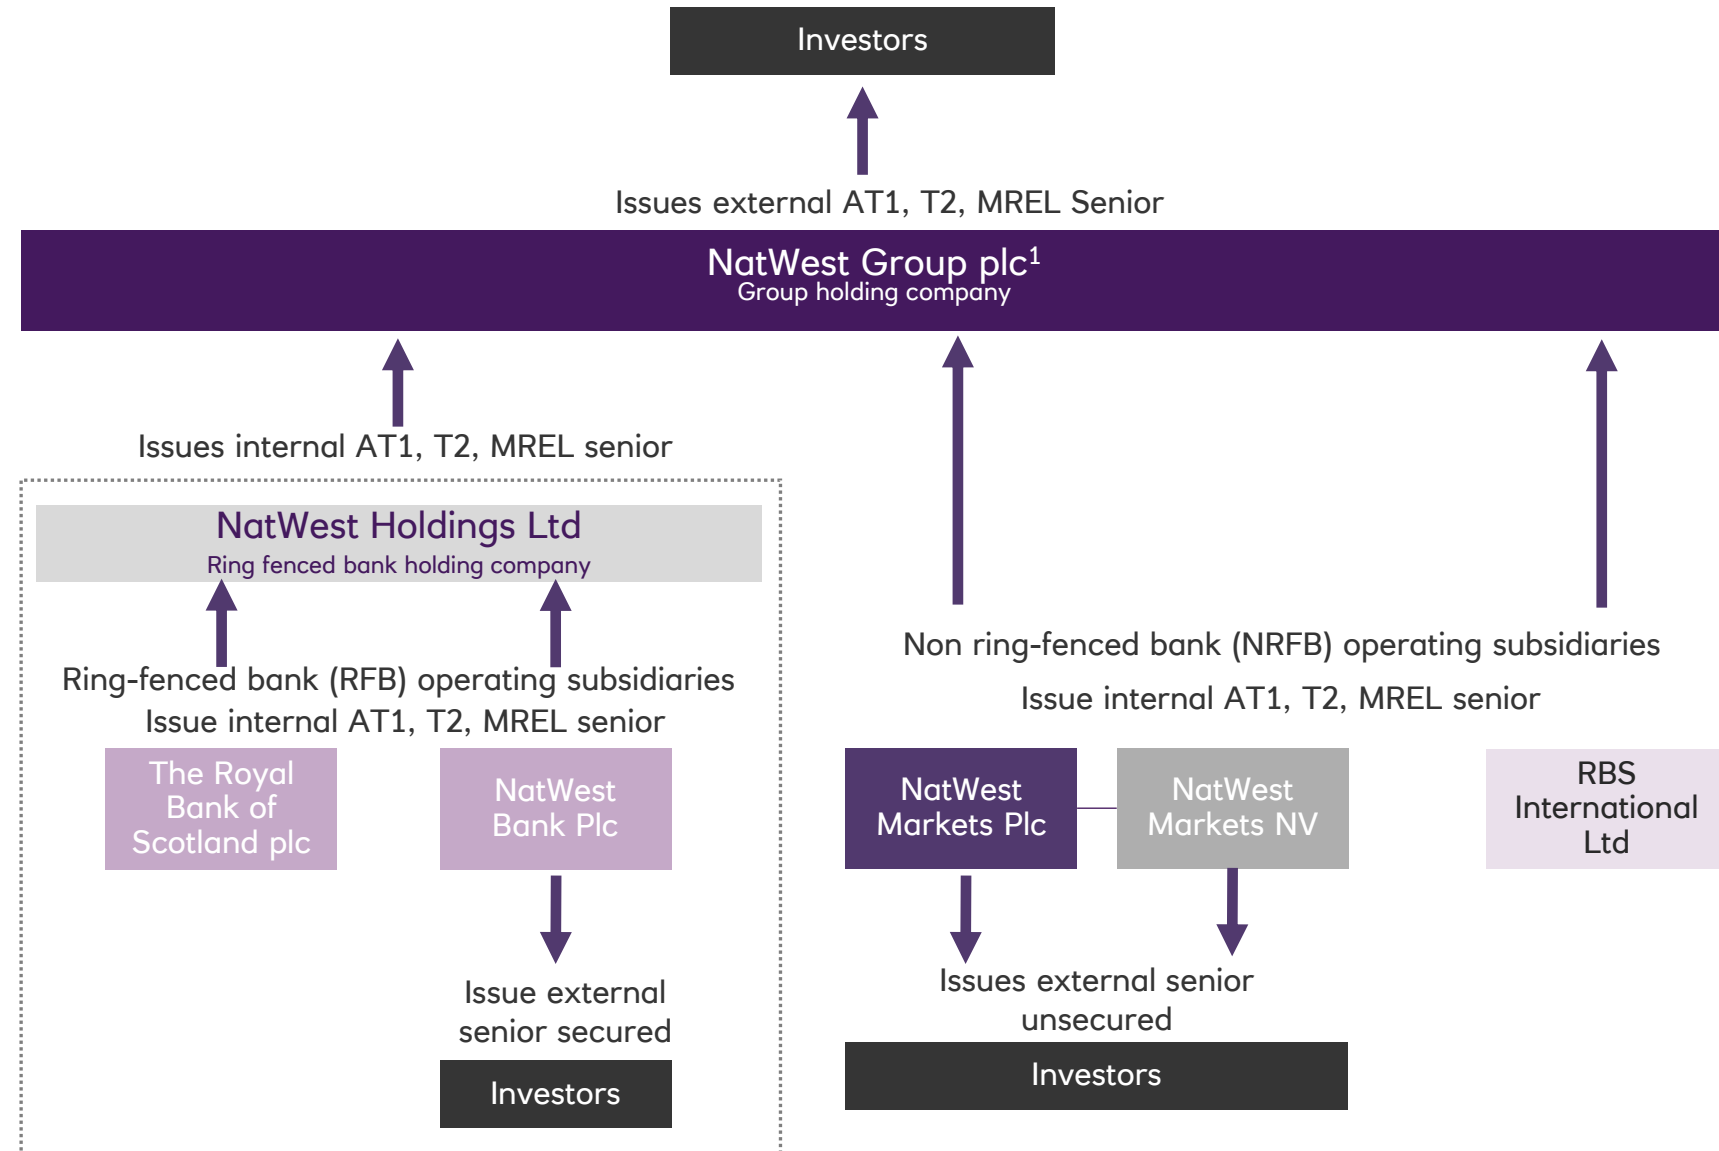 Investors
Issues external AT1, T2, MREL Senior
NatWest Group plc¹
Group holding company
Issues internal AT1, T2, MREL senior
NatWest Holdings Ltd
Ring fenced bank holding company
Ring-fenced bank (RFB) operating subsidiaries
Issue internal AT1, T2, MREL senior
The Royal
Bank of
Scotland plc
NatWest
Bank Plc
Issue external
senior secured
Investors
Non ring-fenced bank (NRFB) operating subsidiaries
Issue internal AT1, T2, MREL senior
NatWest
Markets Plc
NatWest
Markets NV
RBS
International
Ltd
Issues external senior
unsecured
Investors